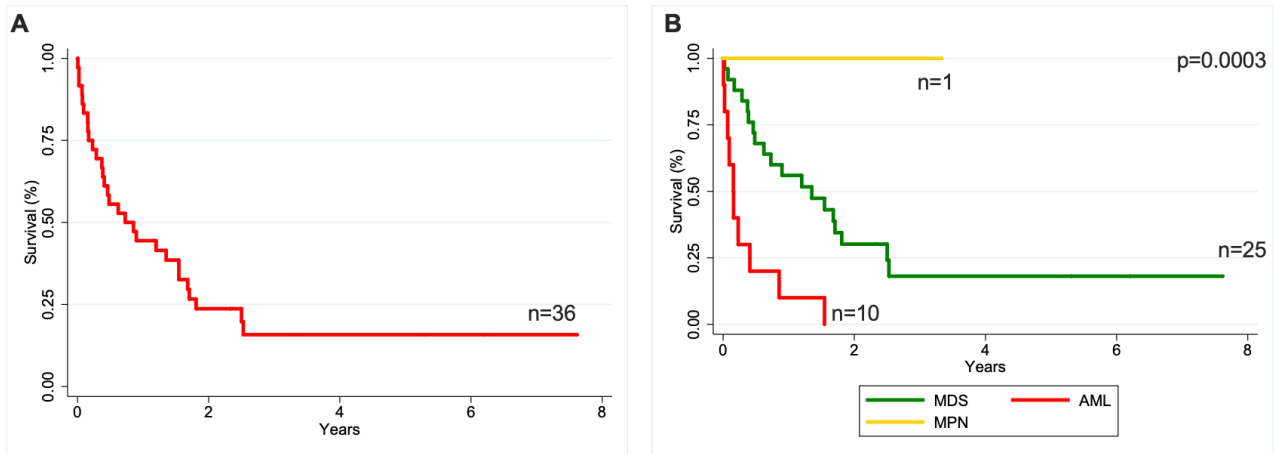 A
Survival (%)
1.00
0.75
0.50
0.25
0.00
n=36
0 2 4 6 8
Years
B
Survival (%)
1.00
0.75
0.50
0.25
0.00
p=0.0003
n=1
n=25
n=10
0 2 4 6 8
Years
MDS AML
MPN